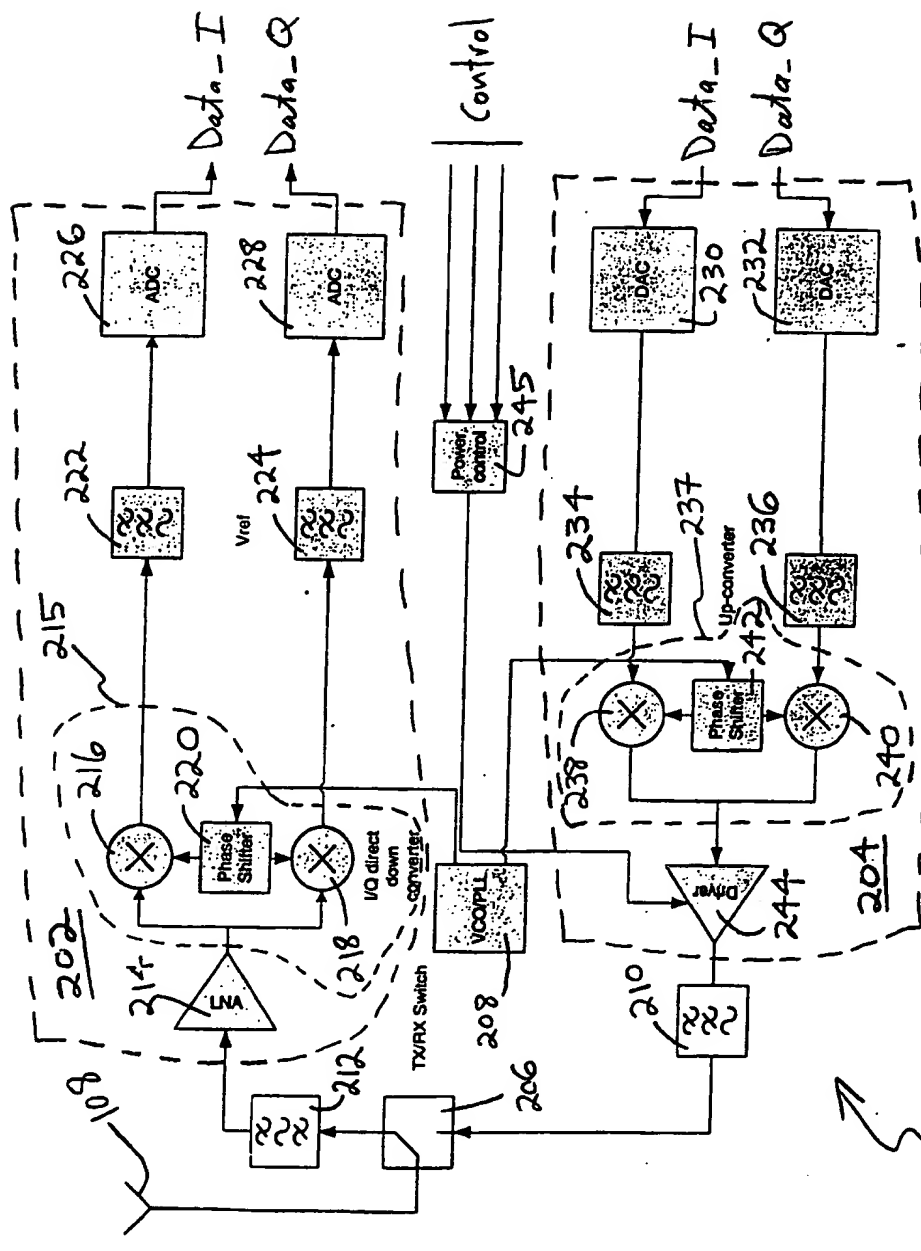 108
202
212
206
TX/RX Switch
214
LNA
215
216
220
Phase
Shifter
218
I/Q direct
down
converter
222
Vref
224
226
ADC
228
ADC
Data_I
Data_Q
208
VCO/PLL
Power
control
245
Control
210
Driver
244
204
238
Phase
Shifter
242
240
237
Up-converter
234
236
DAC
230
232
DAC
Data_I
Data_Q